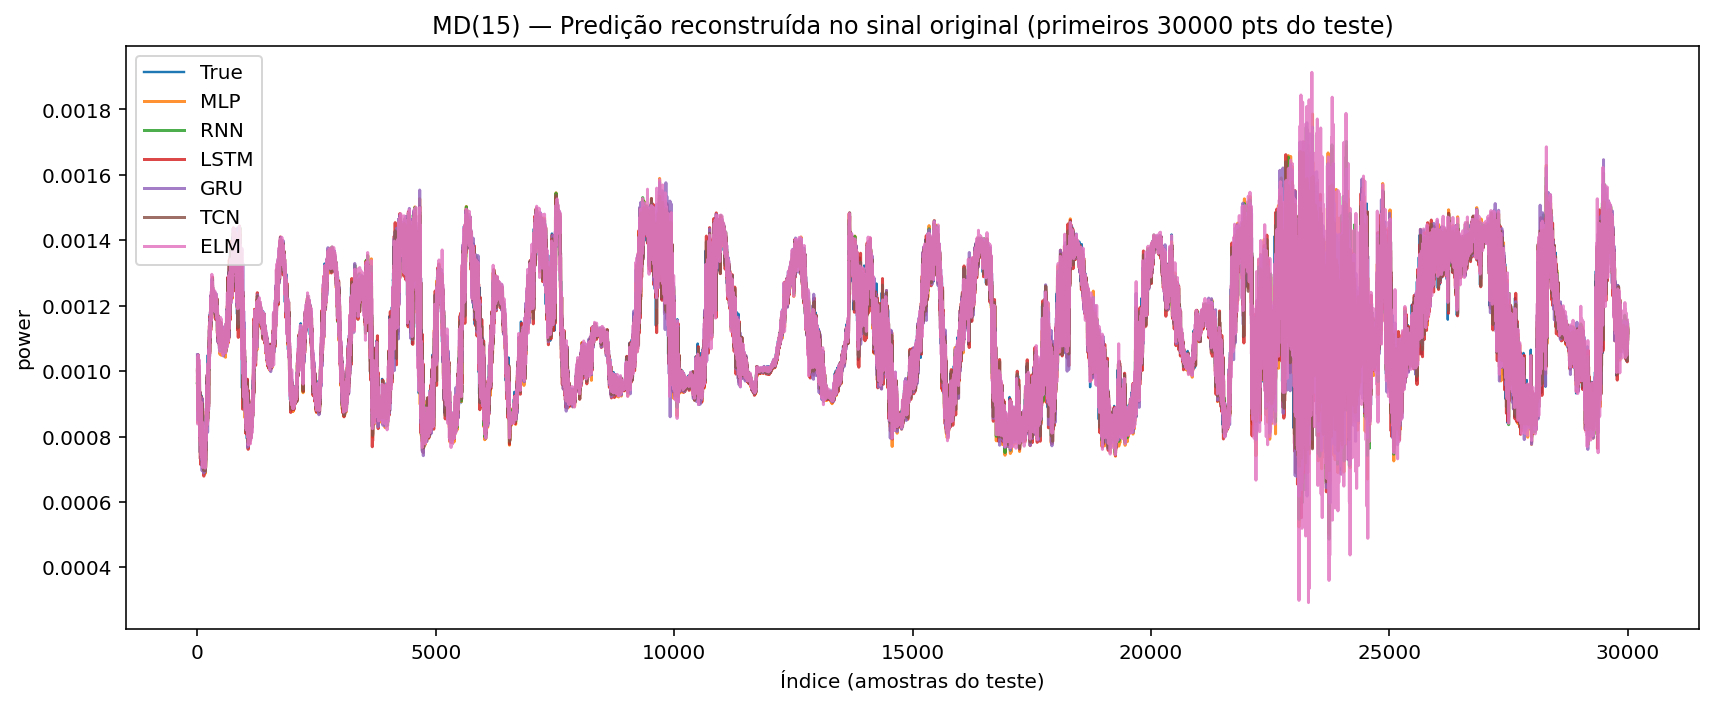 MD(15) — Predição reconstruída no sinal original (primeiros 30000 pts do teste)
True
MLP
RNN
LSTM
GRU
TCN
ELM
0.0018
0.0016
0.0014
0.0012
0.0010
0.0008
0.0006
0.0004
power
0
5000
10000
15000
20000
25000
30000
Índice (amostras do teste)